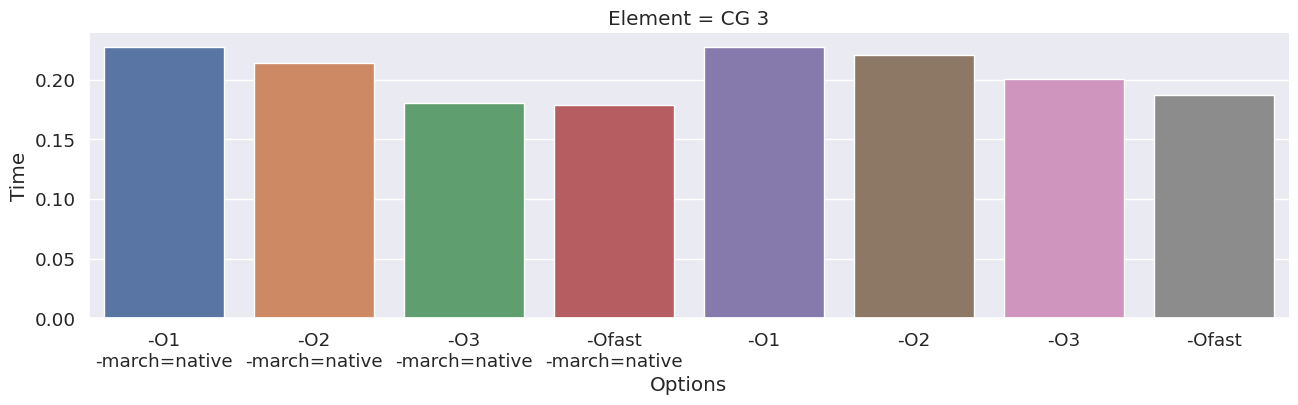 Element = CG 3
Time
0.20
0.15
0.10
0.05
0.00
-O1 -O2 -O3 -Ofast -O1 -O2 -O3 -Ofast
-march=native -march=native -march=native -march=native
Options